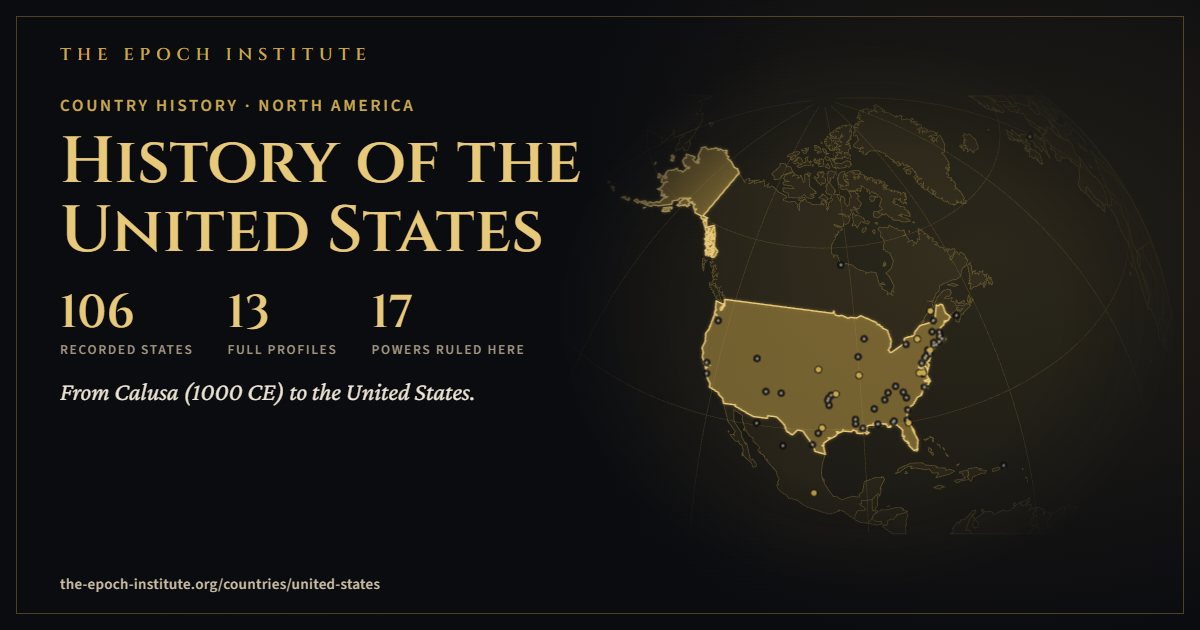 THE EPOCH INSTITUTE
COUNTRY HISTORY · NORTH AMERICA
History of the
United States
106 13 17
RECORDED STATES FULL PROFILES POWERS RULED HERE
From Calusa (1000 CE) to the United States.
the-epoch-institute.org/countries/united-states